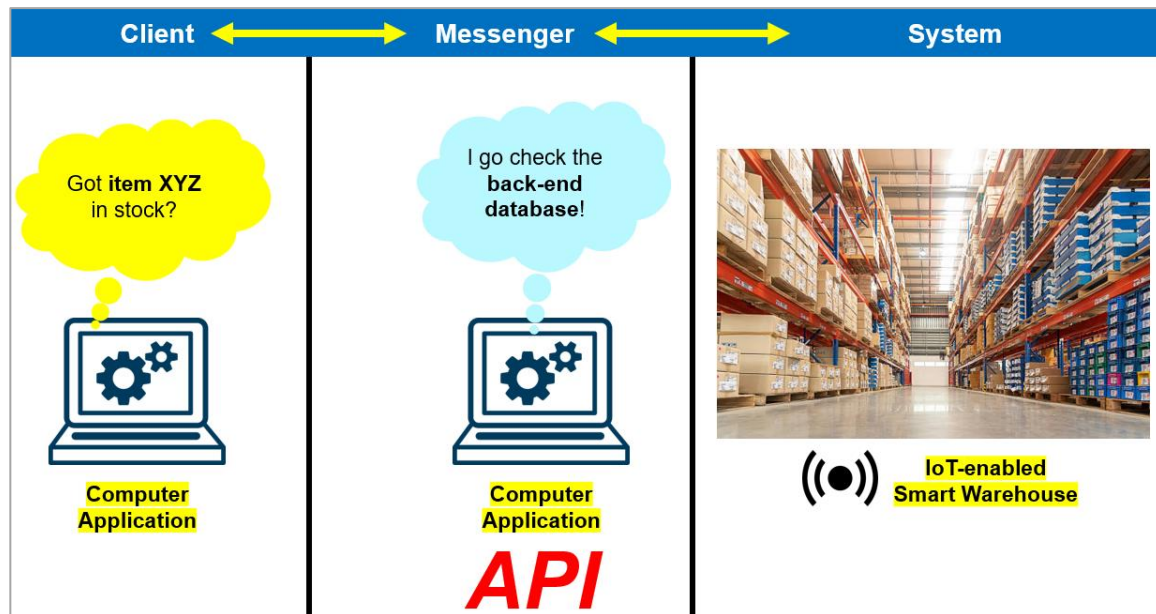 Client
Messenger
System
Got item XYZ
in stock?
I go check the
back-end
database!
Computer
Application
Computer
Application
API
IoT-enabled
Smart Warehouse